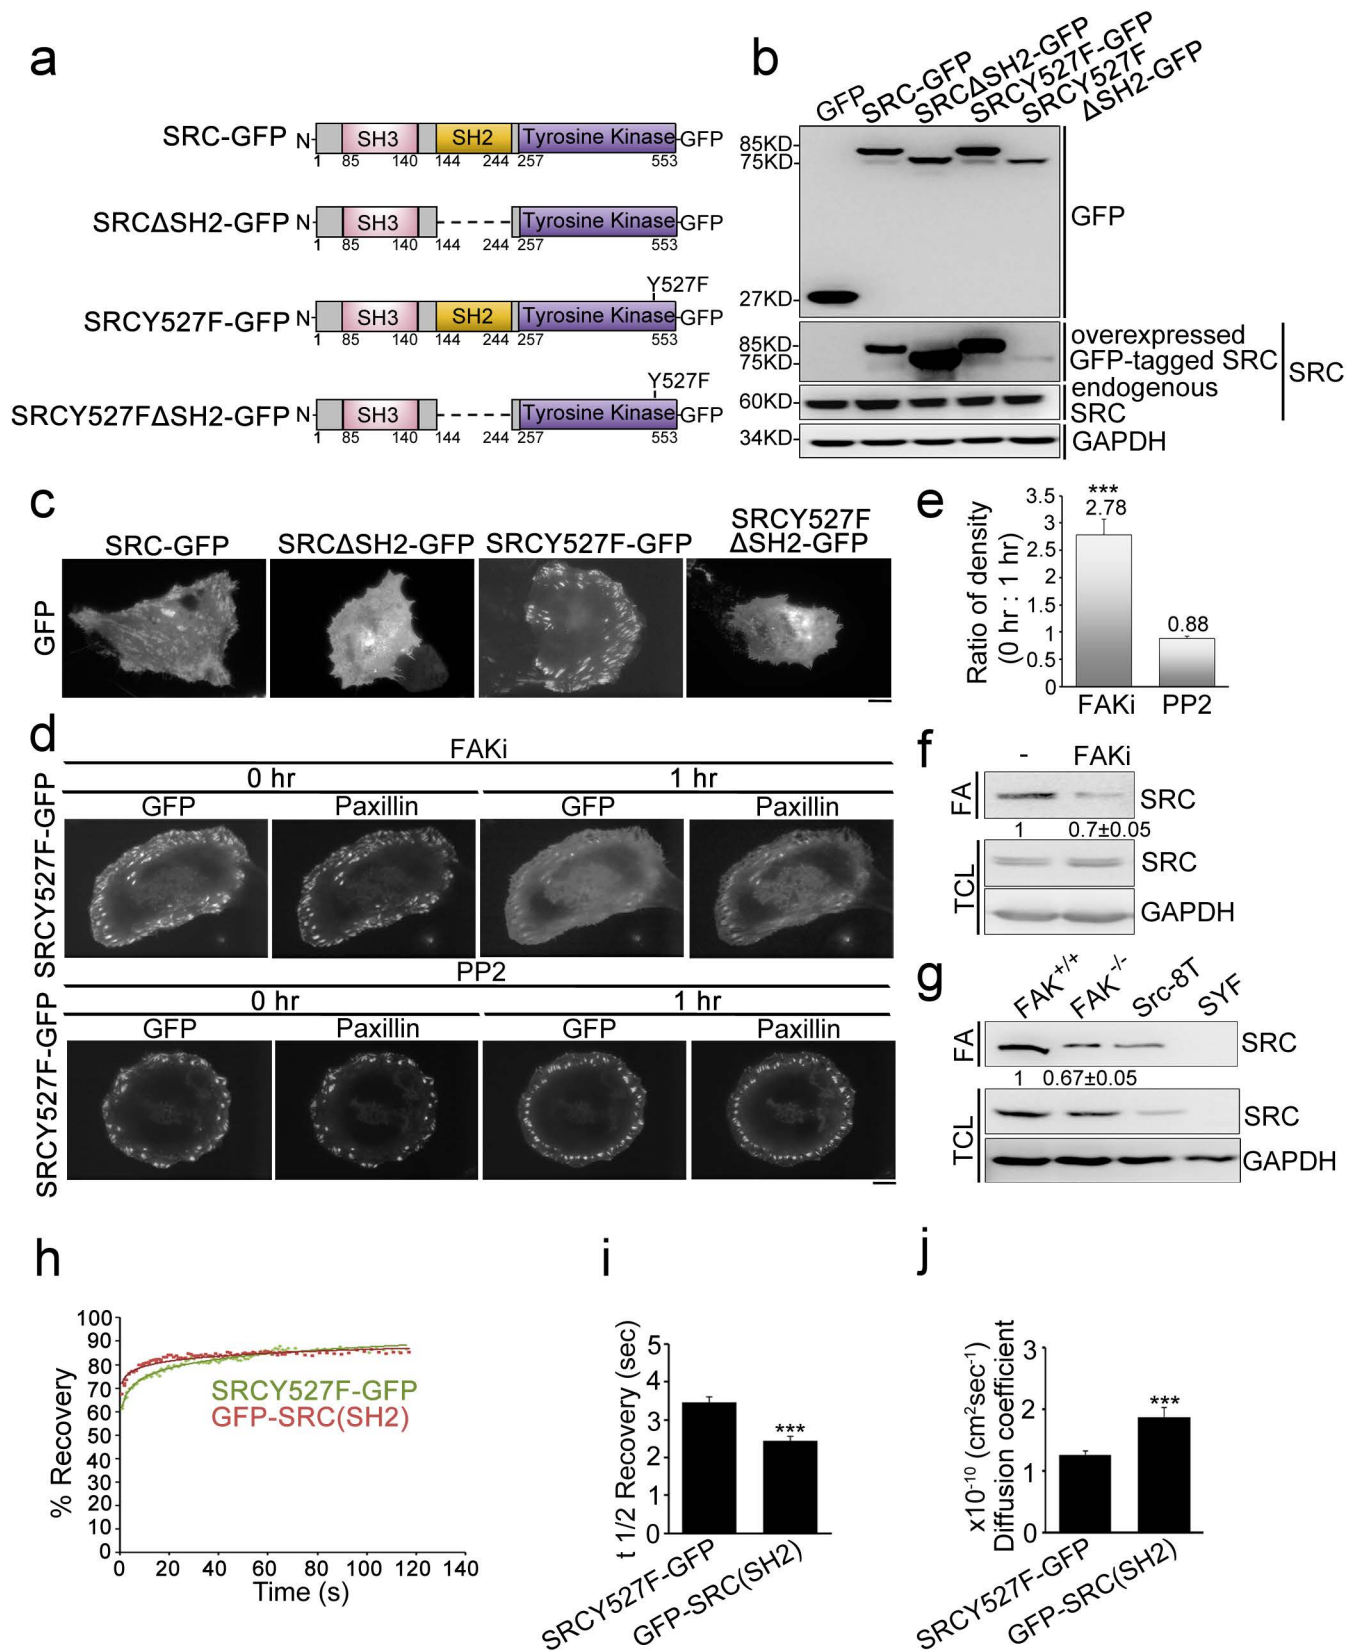 a
SRC-GFP N SH3 SH2 Tyrosine Kinase GFP
1 85 140 144 244 257 553
SRCΔSH2-GFP N SH3 Tyrosine Kinase GFP
1 85 140 144 244 257 553
Y527F
SRCY527F-GFP N SH3 SH2 Tyrosine Kinase GFP
1 85 140 144 244 257 553
Y527F
SRCY527FΔSH2-GFP N SH3 Tyrosine Kinase GFP
1 85 140 144 244 257 553
b
GFP
SRC-GFP
SRCΔSH2-GFP
SRCY527F-GFP
SRCY527F
ΔSH2-GFP
85KD
75KD
GFP
27KD
85KD
75KD
overexpressed
GFP-tagged SRC
60KD
endogenous
SRC
SRC
34KD
GAPDH
c
SRC-GFP
SRCΔSH2-GFP
SRCY527F-GFP
SRCY527F
ΔSH2-GFP
GFP
d
FAKi
0 hr 1 hr
GFP Paxillin GFP Paxillin
SRCY527F-GFP
PP2
0 hr 1 hr
GFP Paxillin GFP Paxillin
SRCY527F-GFP
e
Ratio of density
(0 hr : 1 hr)
3.5
3
2.5
2
1.5
1
0.5
0
***
2.78
0.88
FAKi PP2
f
- FAKi
FA SRC
1 0.7±0.05
TCL SRC
GAPDH
g
FAK+/+
FAK-/-
Src-8T
SYF
FA SRC
1 0.67±0.05
TCL SRC
GAPDH
h
% Recovery
100
90
80
70
60
50
40
30
20
10
0
SRCY527F-GFP
GFP-SRC(SH2)
0 20 40 60 80 100 120 140
Time (s)
i
t 1/2 Recovery (sec)
5
4
3
2
1
0
***
SRCY527F-GFP
GFP-SRC(SH2)
j
x10-10 (cm2sec-1)
Diffusion coefficient
3
2
1
0
***
SRCY527F-GFP
GFP-SRC(SH2)